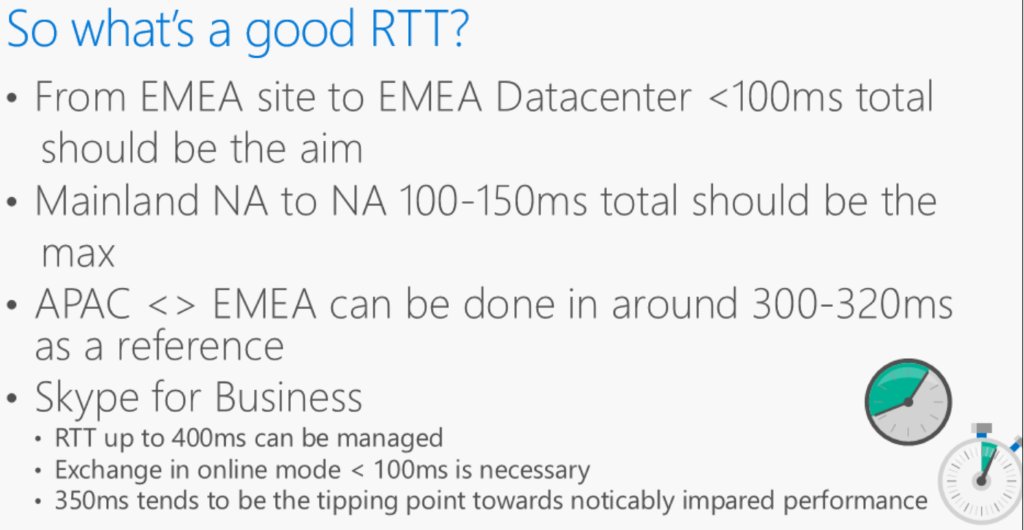 So what's a good RTT?
• From EMEA site to EMEA Datacenter <100ms total
should be the aim
• Mainland NA to NA 100-150ms total should be the
max
• APAC <> EMEA can be done in around 300-320ms
as a reference
• Skype for Business
• RTT up to 400ms can be managed
• Exchange in online mode < 100ms is necessary
• 350ms tends to be the tipping point towards noticably impared performance